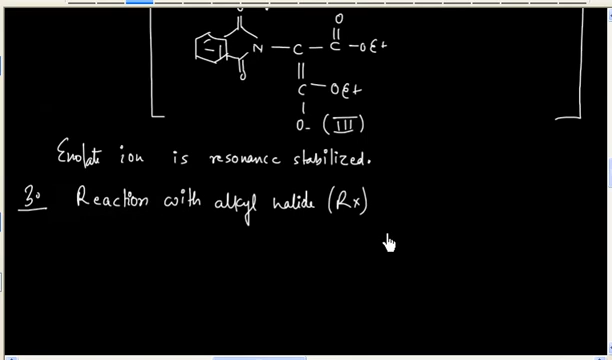 O
O
N — C — C — OEt
C — OEt
O
O- (III)
Enolate ion is resonance stabilized.
3. Reaction with alkyl halide (Rx)